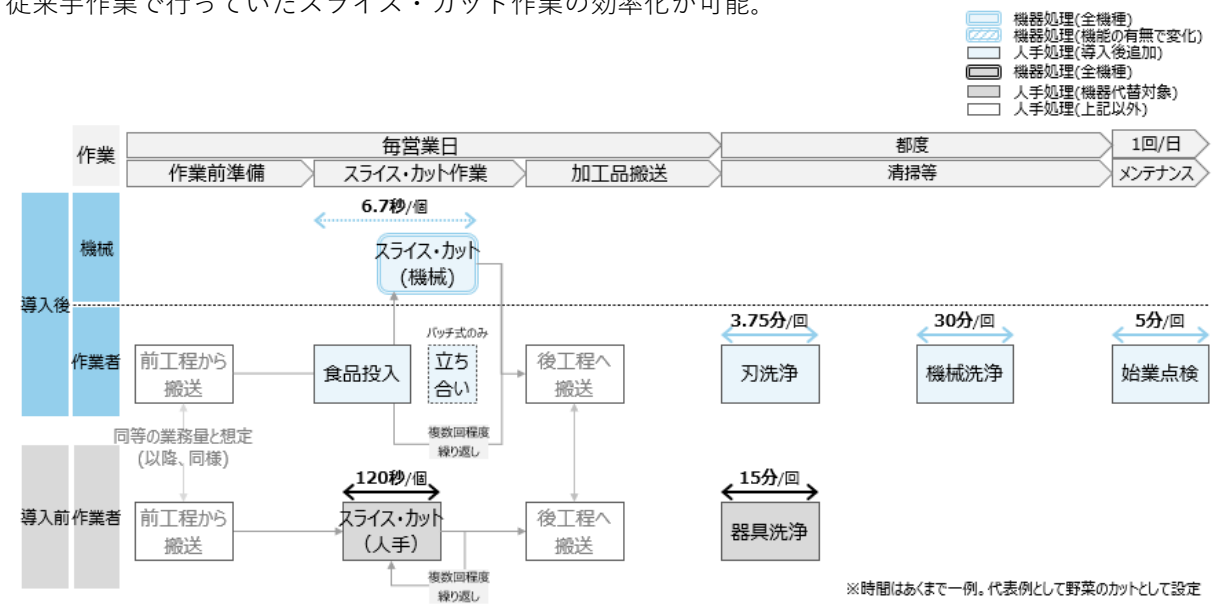 従来手作業で行っていたスライス・カット作業の効率化が可能。
機器処理(全機種)
機器処理(機能の有無で変化)
人手処理(導入後追加)
機器処理(全機種)
人手処理(機器代替対象)
人手処理(上記以外)
作業
毎営業日
都度
1回/日
作業前準備
スライス・カット作業
加工品搬送
清掃等
メンテナンス
導入後
機械
6.7秒/個
スライス・カット
(機械)
作業者
前工程から
搬送
食品投入
バッチ式のみ
立ち
合い
後工程へ
搬送
3.75分/回
刃洗浄
30分/回
機械洗浄
5分/回
始業点検
複数回程度
繰り返し
同等の業務量と想定
(以降、同様)
導入前
作業者
前工程から
搬送
120秒/個
スライス・カット
(人手)
後工程へ
搬送
15分/回
器具洗浄
複数回程度
繰り返し
※時間はあくまで一例。代表例として野菜のカットとして設定